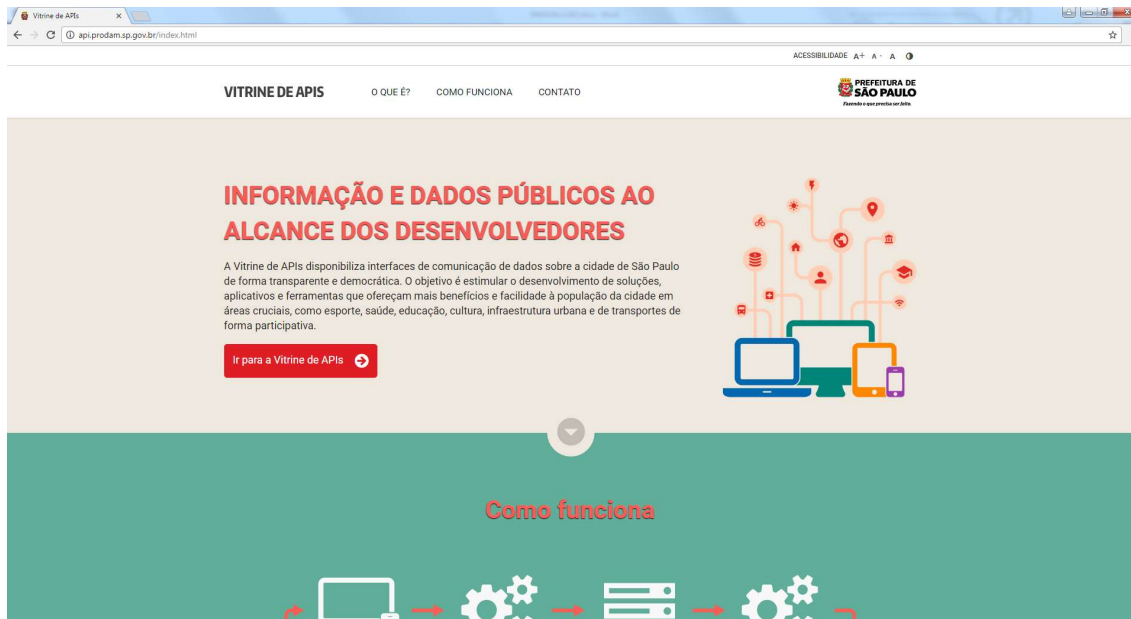 Vitrine de APIs
api.prodam.sp.gov.br/index.html
ACESSIBILIDADE A+ A- A
VITRINE DE APIS O QUE É? COMO FUNCIONA CONTATO
PREFEITURA DE
SÃO PAULO
Fazendo o que precisa ser feito.
INFORMAÇÃO E DADOS PÚBLICOS AO
ALCANCE DOS DESENVOLVEDORES
A Vitrine de APIs disponibiliza interfaces de comunicação de dados sobre a cidade de São Paulo
de forma transparente e democrática. O objetivo é estimular o desenvolvimento de soluções,
aplicativos e ferramentas que ofereçam mais benefícios e facilidade à população da cidade em
áreas cruciais, como esporte, saúde, educação, cultura, infraestrutura urbana e de transportes de
forma participativa.
Ir para a Vitrine de APIs
Como funciona